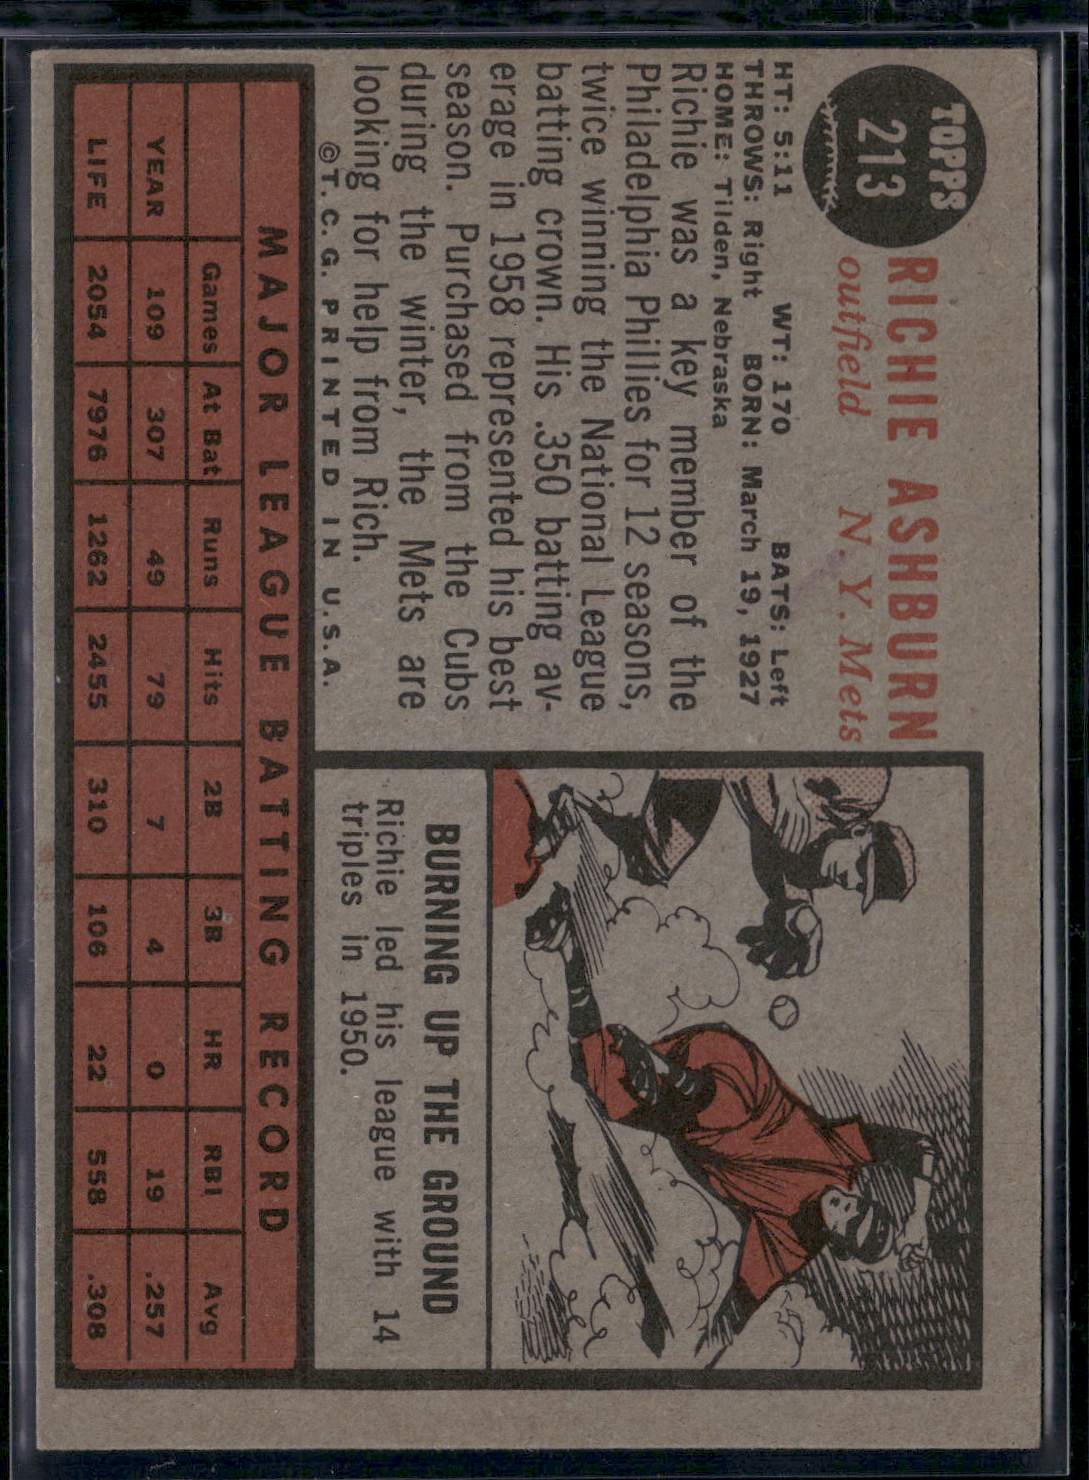 TOPPS
213
RICHIE ASHBURN
outfield N. Y. Mets
HT: 5:11 WT: 170 BATS: Left
THROWS: Right BORN: March 19, 1927
HOME: Tilden, Nebraska
Richie was a key member of the
Philadelphia Phillies for 12 seasons,
twice winning the National League
batting crown. His .350 batting av-
erage in 1958 represented his best
season. Purchased from the Cubs
during the winter, the Mets are
looking for help from Rich.
©T. C. G. PRINTED IN U.S.A.
BURNING UP THE GROUND
Richie led his league with 14
triples in 1950.
MAJOR LEAGUE BATTING RECORD
Games At Bat Runs Hits 2B 3B HR RBI Avg
YEAR 109 307 49 79 7 4 0 19 .257
LIFE 2054 7976 1262 2455 310 106 22 558 .308